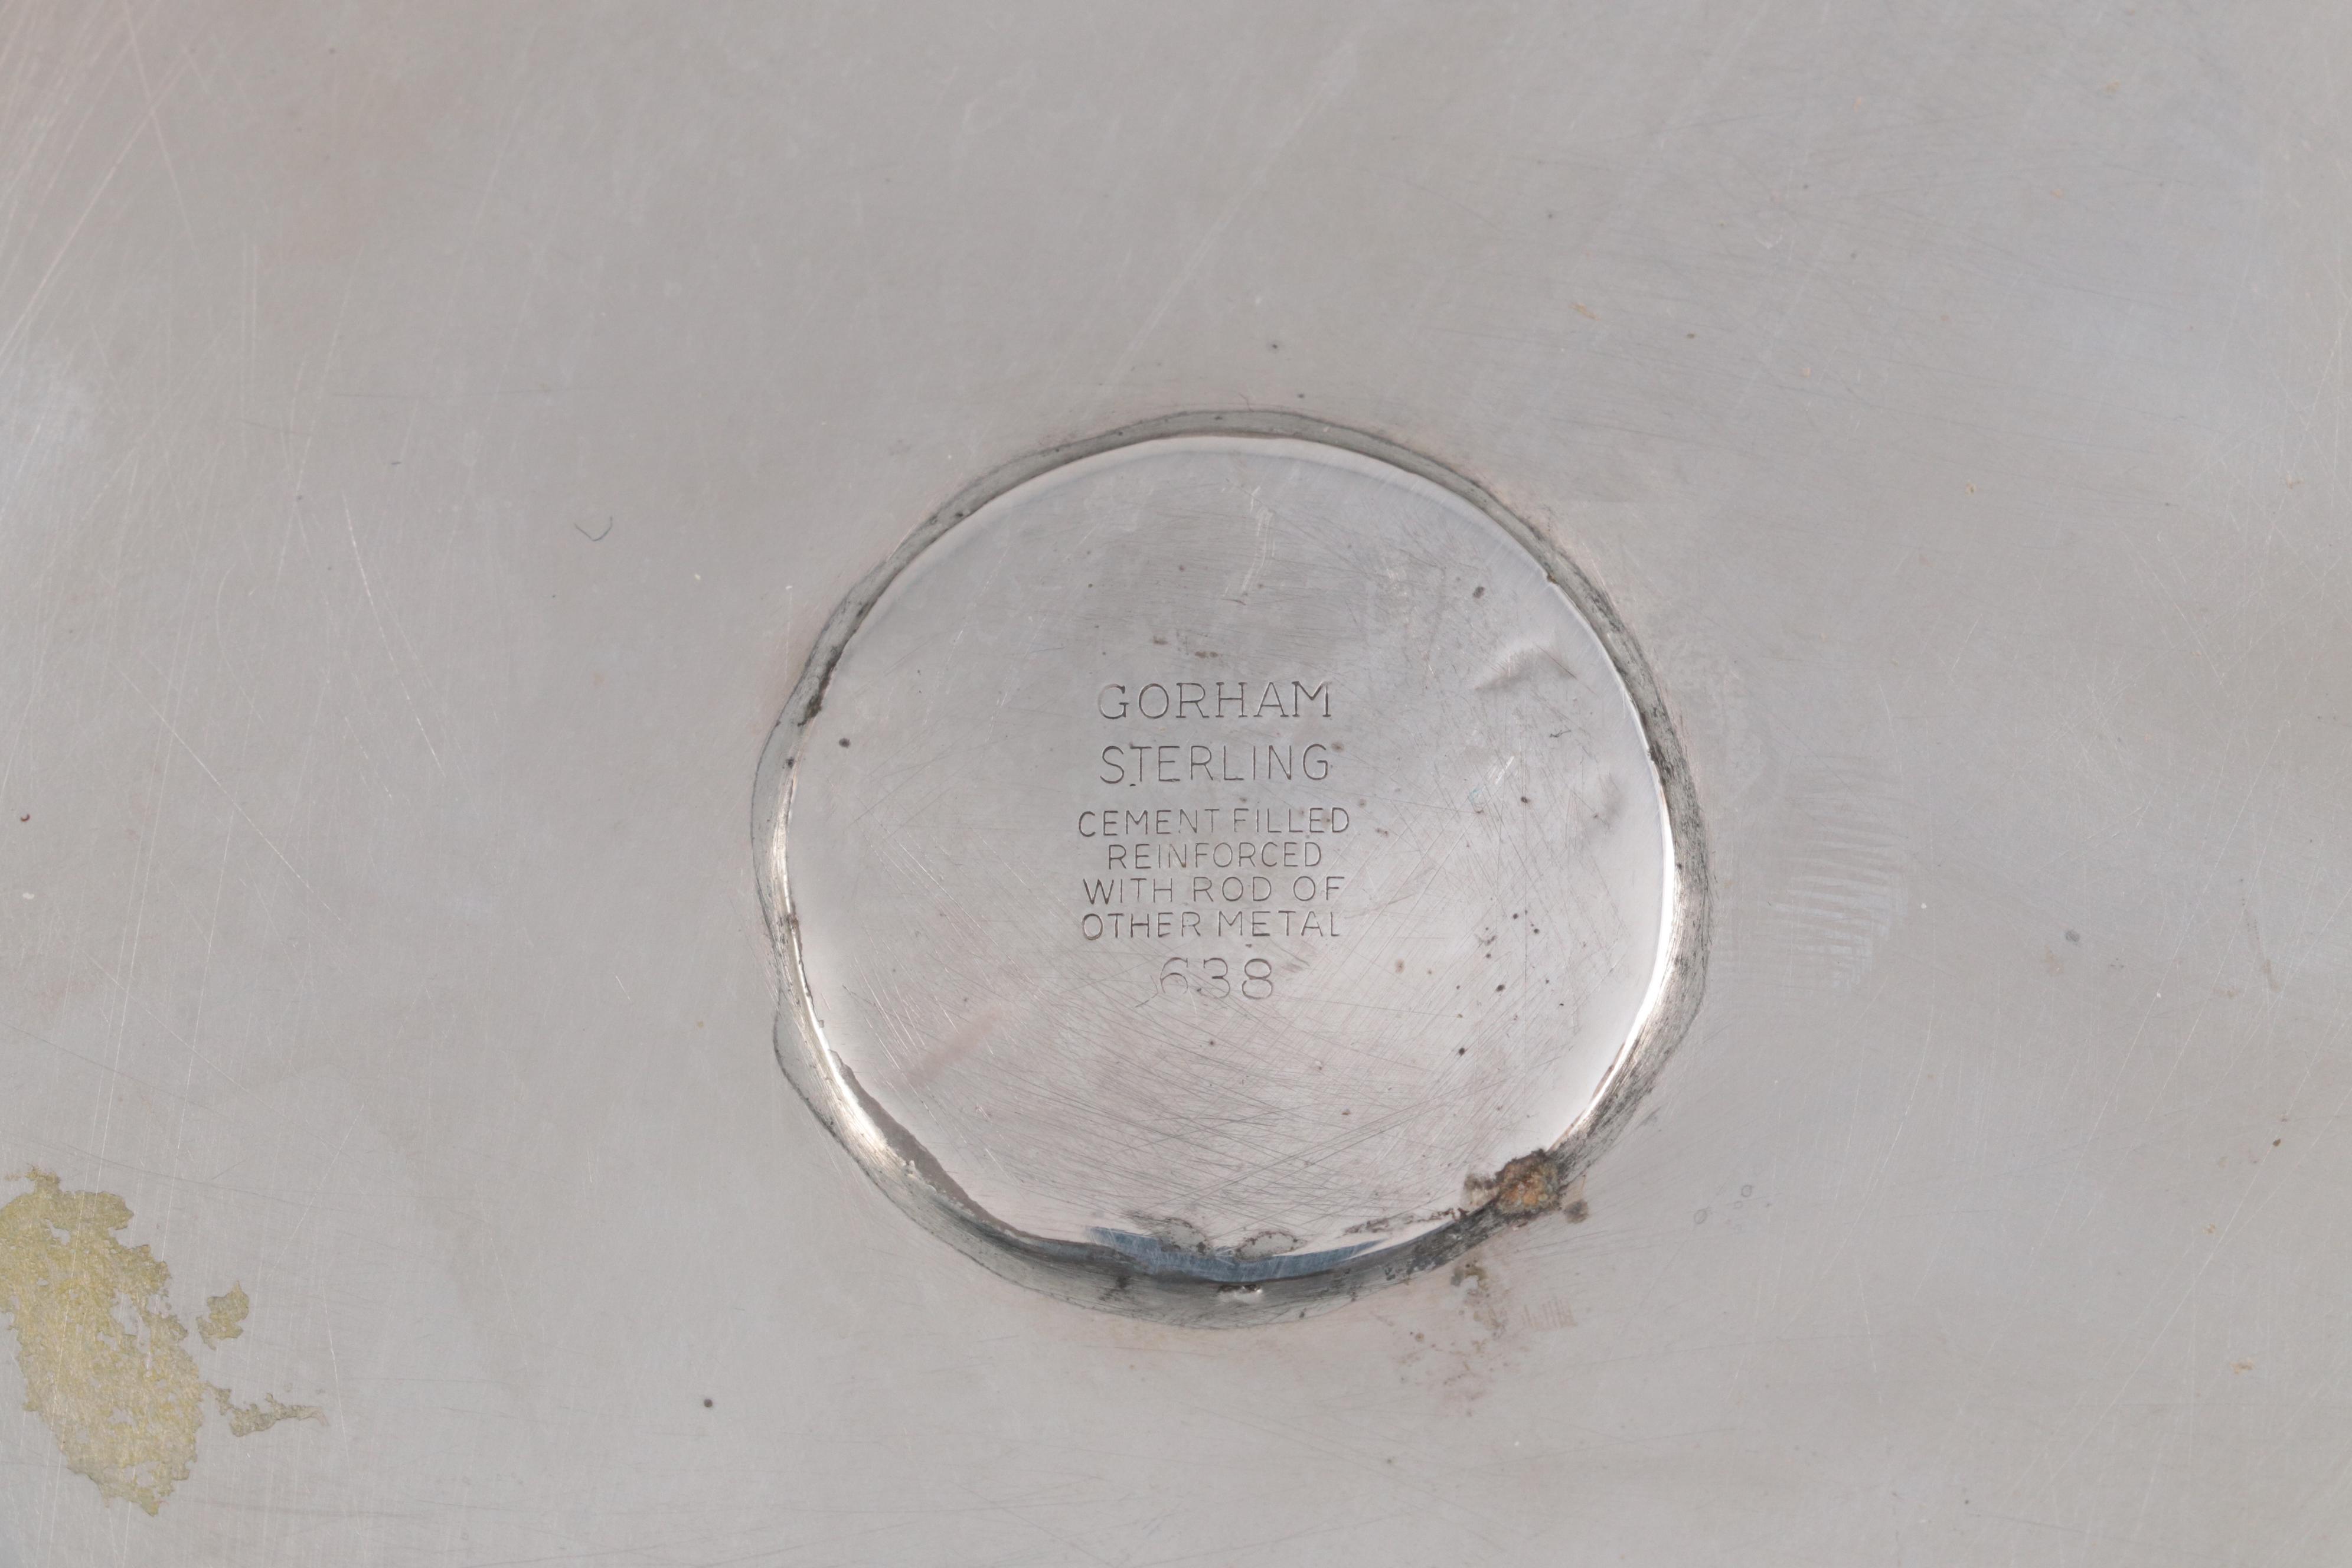 GORHAM
STERLING
CEMENT FILLED
REINFORCED
WITH ROD OF
OTHER METAL
638